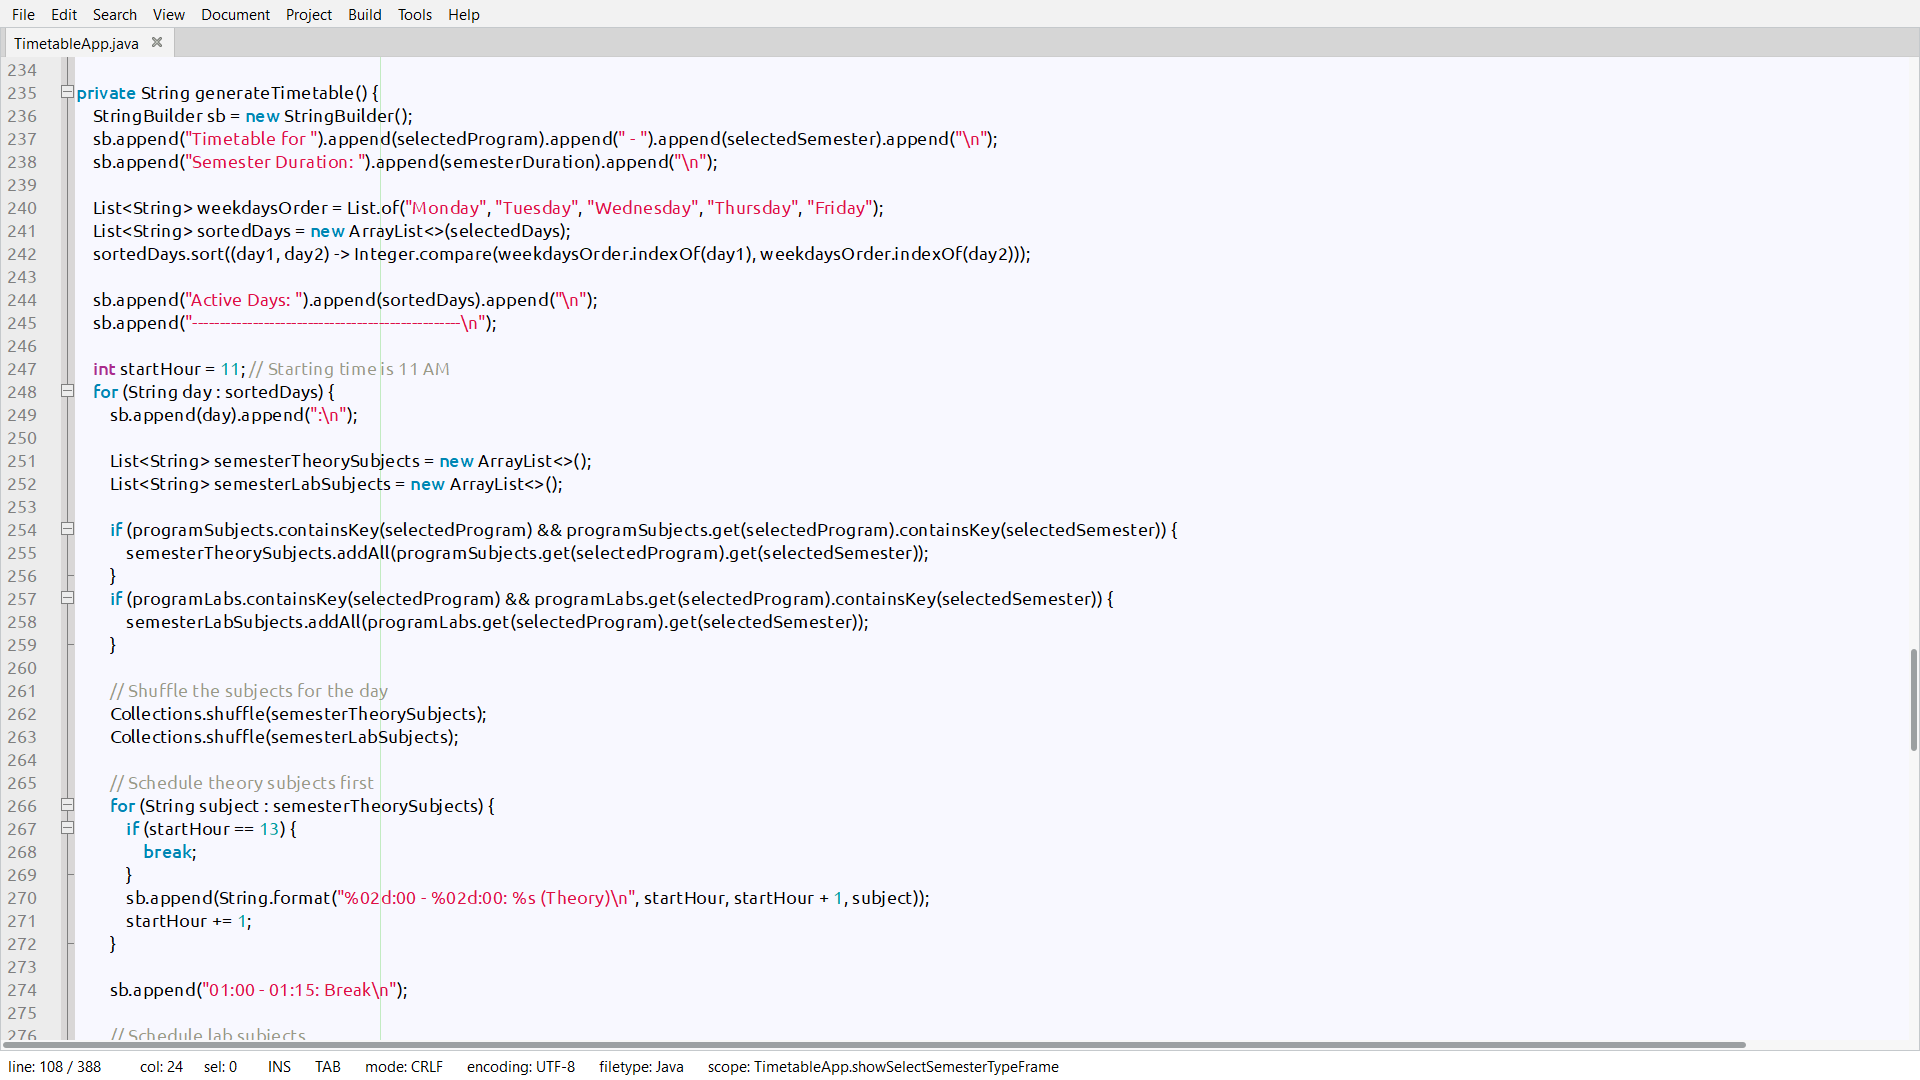 File Edit Search View Document Project Build Tools Help
TimetableApp.java
234
235 private String generateTimetable() {
236 StringBuilder sb = new StringBuilder();
237 sb.append("Timetable for ").append(selectedProgram).append(" - ").append(selectedSemester).append("\n");
238 sb.append("Semester Duration: ").append(semesterDuration).append("\n");
239
240 List<String> weekdaysOrder = List.of("Monday", "Tuesday", "Wednesday", "Thursday", "Friday");
241 List<String> sortedDays = new ArrayList<>(selectedDays);
242 sortedDays.sort((day1, day2) -> Integer.compare(weekdaysOrder.indexOf(day1), weekdaysOrder.indexOf(day2)));
243
244 sb.append("Active Days: ").append(sortedDays).append("\n");
245 sb.append("-------------------------------------------------\n");
246
247 int startHour = 11; // Starting time is 11 AM
248 for (String day : sortedDays) {
249 sb.append(day).append(":\n");
250
251 List<String> semesterTheorySubjects = new ArrayList<>();
252 List<String> semesterLabSubjects = new ArrayList<>();
253
254 if (programSubjects.containsKey(selectedProgram) && programSubjects.get(selectedProgram).containsKey(selectedSemester)) {
255 semesterTheorySubjects.addAll(programSubjects.get(selectedProgram).get(selectedSemester));
256 }
257 if (programLabs.containsKey(selectedProgram) && programLabs.get(selectedProgram).containsKey(selectedSemester)) {
258 semesterLabSubjects.addAll(programLabs.get(selectedProgram).get(selectedSemester));
259 }
260
261 // Shuffle the subjects for the day
262 Collections.shuffle(semesterTheorySubjects);
263 Collections.shuffle(semesterLabSubjects);
264
265 // Schedule theory subjects first
266 for (String subject : semesterTheorySubjects) {
267 if (startHour == 13) {
268 break;
269 }
270 sb.append(String.format("%02d:00 - %02d:00: %s (Theory)\n", startHour, startHour + 1, subject));
271 startHour += 1;
272 }
273
274 sb.append("01:00 - 01:15: Break\n");
275
276 // Schedule lab subjects
line: 108 / 388 col: 24 sel: 0 INS TAB mode: CRLF encoding: UTF-8 filetype: Java scope: TimetableApp.showSelectSemesterTypeFrame